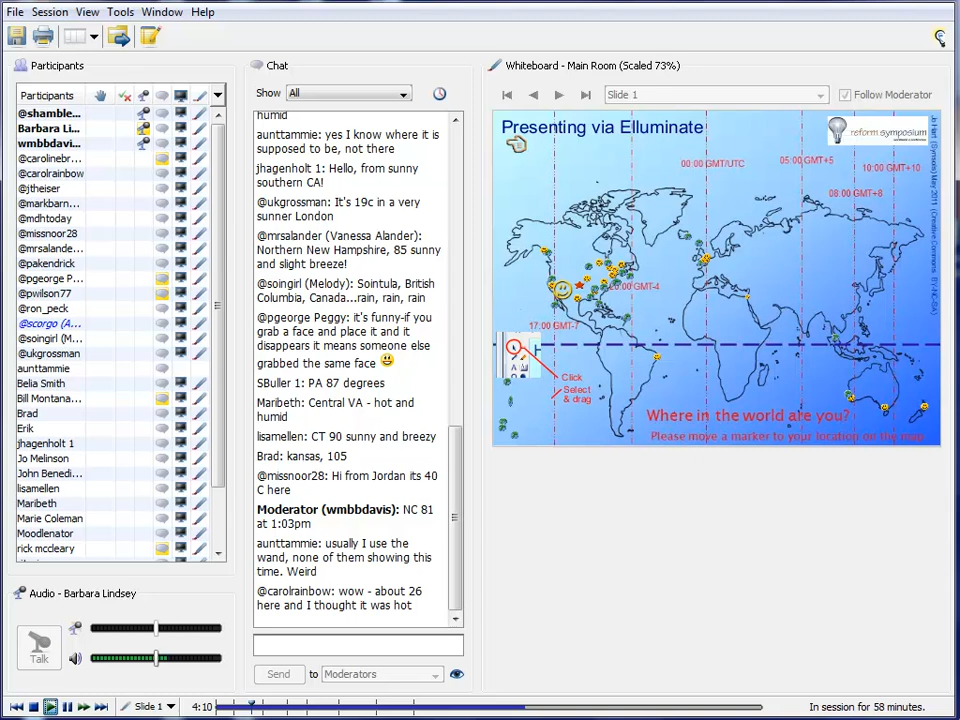 File Session View Tools Window Help
Participants
Participants
@shamble...
Barbara Li...
wmbbdavi...
@carolinebr...
@carolrainbow
@jtheiser
@markbarn...
@mdhtoday
@missnoor28
@mrsalande...
@pakendrick
@pgeorge P...
@pwilson77
@ron_peck
@scorgo (A...
@soingirl (M...
@ukgrossman
aunttammie
Belia Smith
Bill Montana...
Brad
Erik
jhagenholt 1
Jo Melinson
John Benedi...
lisamellen
Maribeth
Marie Coleman
Moodlenator
rick mccleary
Audio - Barbara Lindsey
Talk
Chat
Show All
humid
aunttammie: yes I know where it is
supposed to be, not there
jhagenholt 1: Hello, from sunny
southern CA!
@ukgrossman: It's 19c in a very
sunner London
@mrsalander (Vanessa Alander):
Northern New Hampshire, 85 sunny
and slight breeze!
@soingirl (Melody): Sointula, British
Columbia, Canada...rain, rain, rain
@pgeorge Peggy: it's funny-if you
grab a face and place it and it
disappears it means someone else
grabbed the same face
SBuller 1: PA 87 degrees
Maribeth: Central VA - hot and
humid
lisamellen: CT 90 sunny and breezy
Brad: kansas, 105
@missnoor28: Hi from Jordan its 40
C here
Moderator (wmbbdavis): NC 81
at 1:03pm
aunttammie: usually I use the
wand, none of them showing this
time. Weird
@carolrainbow: wow - about 26
here and I thought it was hot
Send to Moderators
Whiteboard - Main Room (Scaled 73%)
Slide 1
Follow Moderator
Presenting via Elluminate
reform symposium
00:00 GMT/UTC
05:00 GMT+5
10:00 GMT+10
08:00 GMT+8
GMT-4
17:00 GMT-7
Click
Select
& drag
Where in the world are you?
Please move a marker to your location on the map
Slide 1
4:10
In session for 58 minutes.